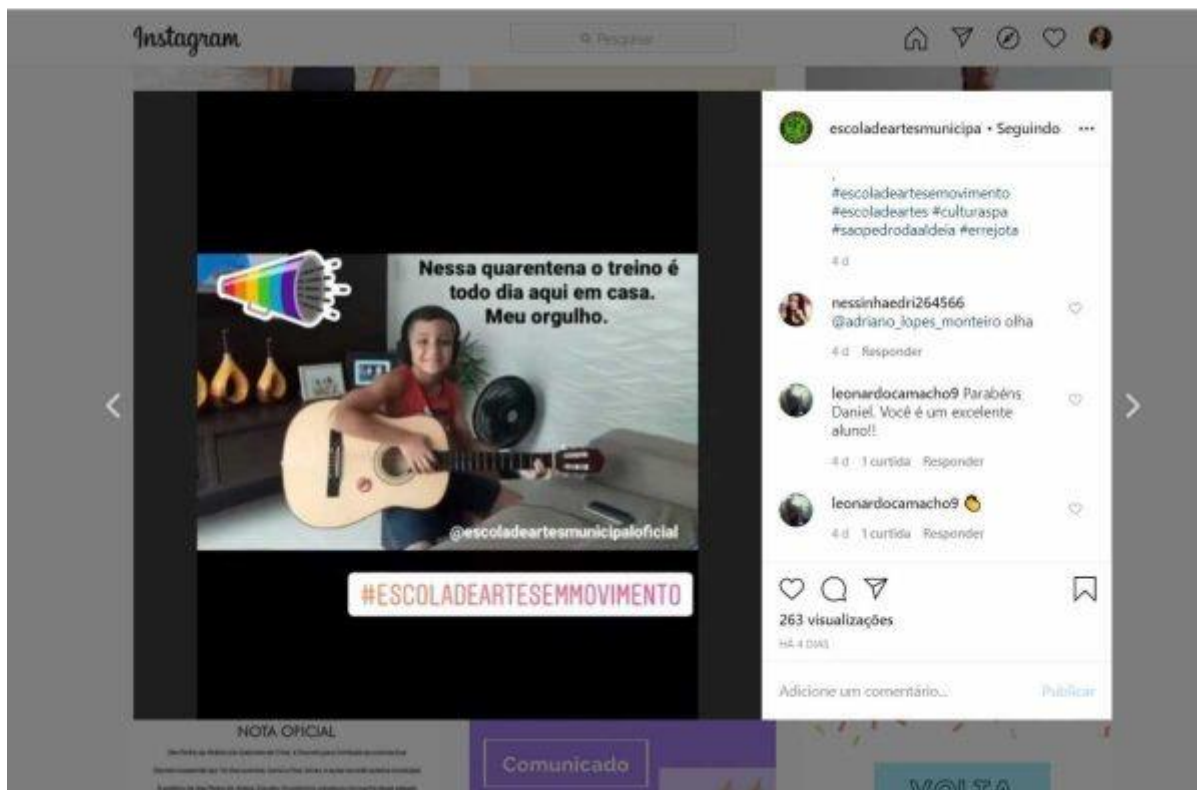 Instagram
Pesquisar
Nessa quarentena o treino é
todo dia aqui em casa.
Meu orgulho.
@escoladeartesmunicipaloficial
#ESCOLADEARTESEMMOVIMENTO
escoladeartesmunicipa • Seguindo
.
#escoladeartesemovimento
#escoladeartes #culturaspa
#saopedrodaaldeia #errejota
4 d
nessinhaedri264566
@adriano_lopes_monteiro olha
4 d Responder
leonardocamacho9 Parabéns
Daniel. Você é um excelente
aluno!!
4 d 1 curtida Responder
leonardocamacho9 👏
4 d 1 curtida Responder
263 visualizações
HÁ 4 DIAS
Adicione um comentário...
Publicar
NOTA OFICIAL
Comunicado